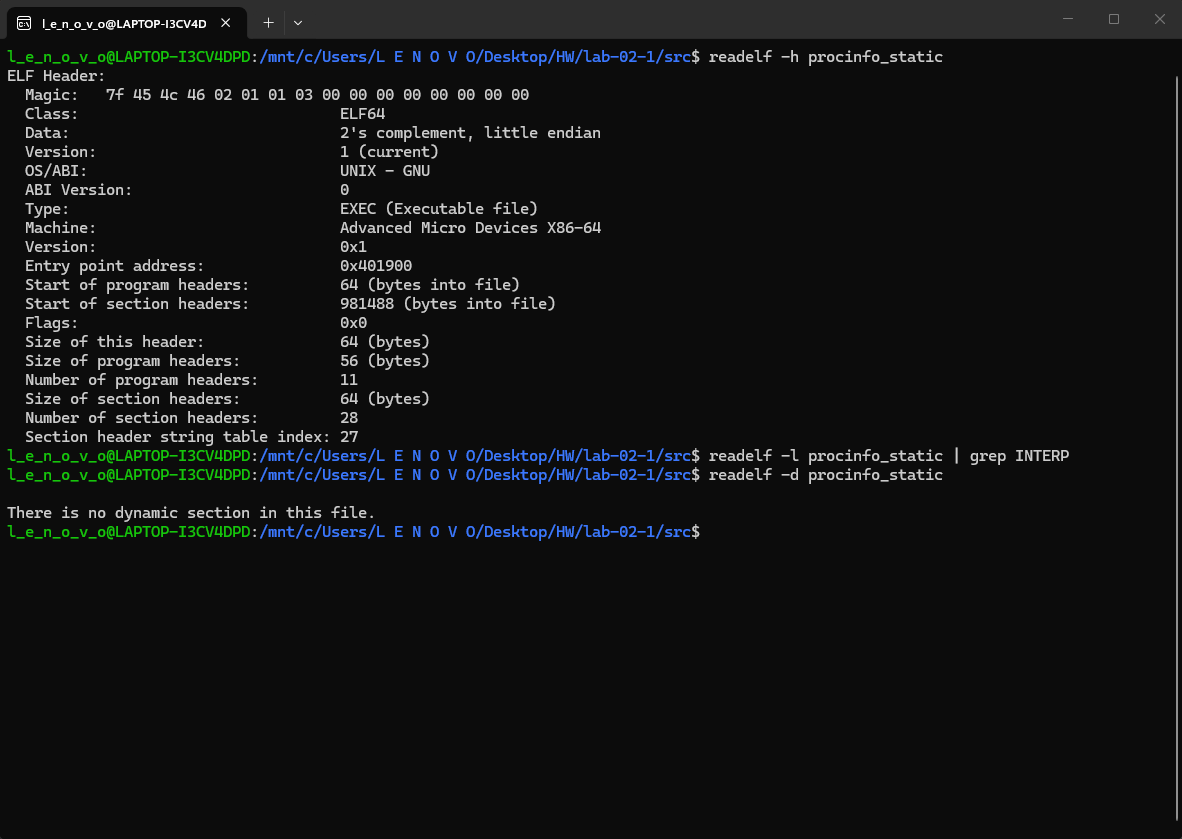 l_e_n_o_v_o@LAPTOP-I3CV4D
l_e_n_o_v_o@LAPTOP-I3CV4DPD:/mnt/c/Users/L E N O V O/Desktop/HW/lab-02-1/src$ readelf -h procinfo_static
ELF Header:
  Magic:   7f 45 4c 46 02 01 01 03 00 00 00 00 00 00 00 00
  Class:                             ELF64
  Data:                              2's complement, little endian
  Version:                           1 (current)
  OS/ABI:                            UNIX - GNU
  ABI Version:                       0
  Type:                              EXEC (Executable file)
  Machine:                           Advanced Micro Devices X86-64
  Version:                           0x1
  Entry point address:               0x401900
  Start of program headers:          64 (bytes into file)
  Start of section headers:          981488 (bytes into file)
  Flags:                             0x0
  Size of this header:               64 (bytes)
  Size of program headers:           56 (bytes)
  Number of program headers:         11
  Size of section headers:           64 (bytes)
  Number of section headers:         28
  Section header string table index: 27
l_e_n_o_v_o@LAPTOP-I3CV4DPD:/mnt/c/Users/L E N O V O/Desktop/HW/lab-02-1/src$ readelf -l procinfo_static | grep INTERP
l_e_n_o_v_o@LAPTOP-I3CV4DPD:/mnt/c/Users/L E N O V O/Desktop/HW/lab-02-1/src$ readelf -d procinfo_static
There is no dynamic section in this file.
l_e_n_o_v_o@LAPTOP-I3CV4DPD:/mnt/c/Users/L E N O V O/Desktop/HW/lab-02-1/src$